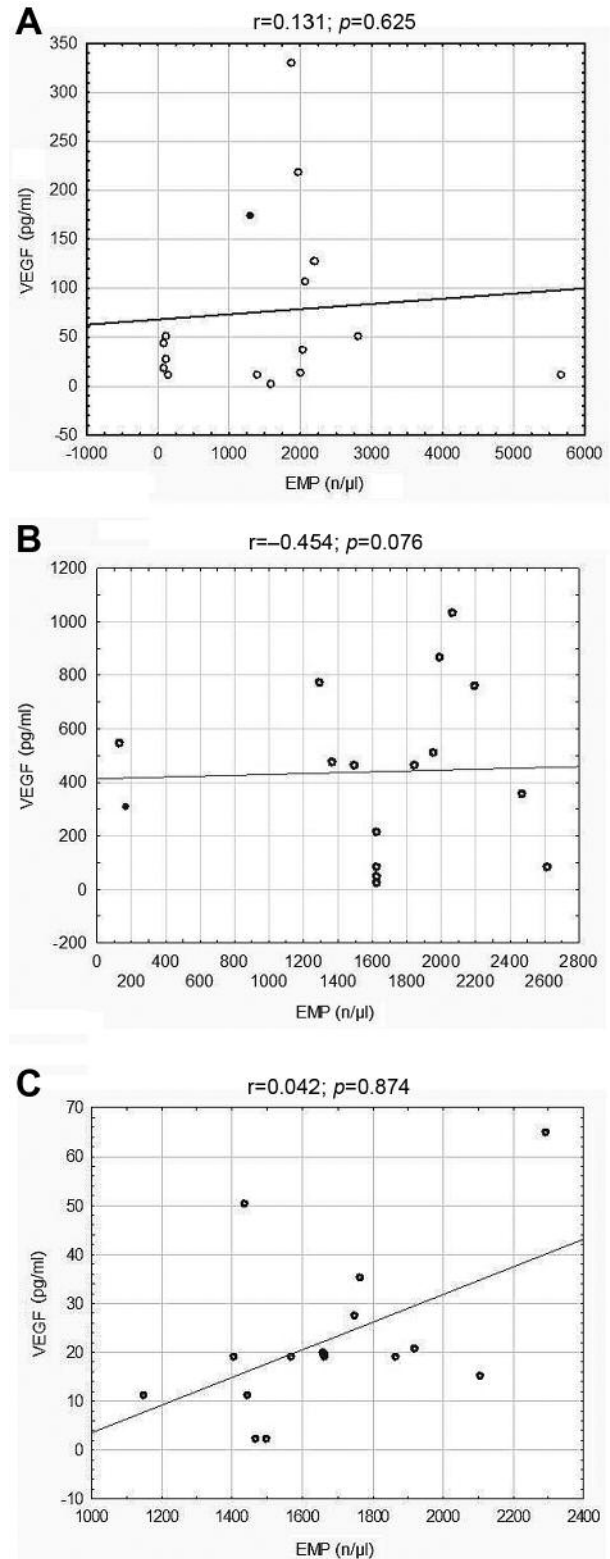 A
r=0.131; p=0.625
350
300
250
200
150
100
50
0
-50
VEGF (pg/ml)
-1000 0 1000 2000 3000 4000 5000 6000
EMP (n/µl)
B
r=–0.454; p=0.076
1200
1000
800
600
400
200
0
-200
VEGF (pg/ml)
0 400 800 1200 1600 2000 2400 2800
200 600 1000 1400 1800 2200 2600
EMP (n/µl)
C
r=0.042; p=0.874
70
60
50
40
30
20
10
0
-10
VEGF (pg/ml)
1000 1200 1400 1600 1800 2000 2200 2400
EMP (n/µl)